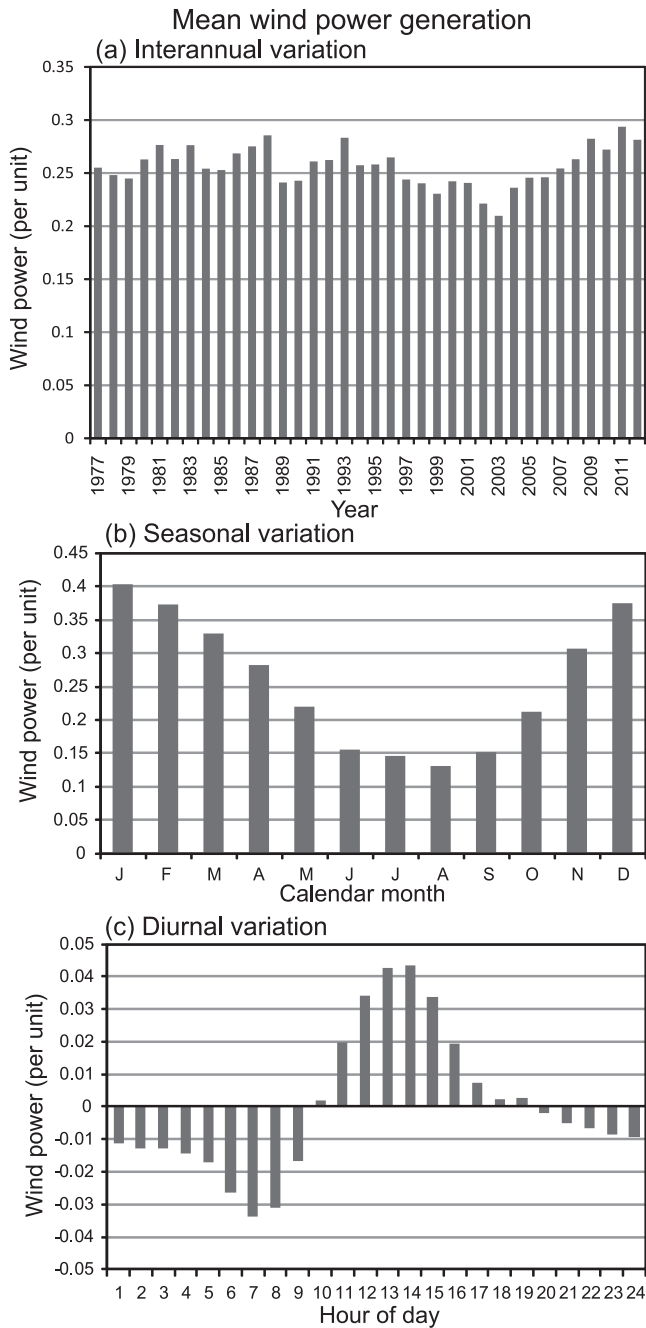 Mean wind power generation
(a) Interannual variation
Wind power (per unit)
0.35
0.3
0.25
0.2
0.15
0.1
0.05
0
1977 1979 1981 1983 1985 1987 1989 1991 1993 1995 1997 1999 2001 2003 2005 2007 2009 2011
Year
(b) Seasonal variation
Wind power (per unit)
0.45
0.4
0.35
0.3
0.25
0.2
0.15
0.1
0.05
0
J F M A M J J A S O N D
Calendar month
(c) Diurnal variation
Wind power (per unit)
0.05
0.04
0.03
0.02
0.01
0
-0.01
-0.02
-0.03
-0.04
-0.05
1 2 3 4 5 6 7 8 9 10 11 12 13 14 15 16 17 18 19 20 21 22 23 24
Hour of day